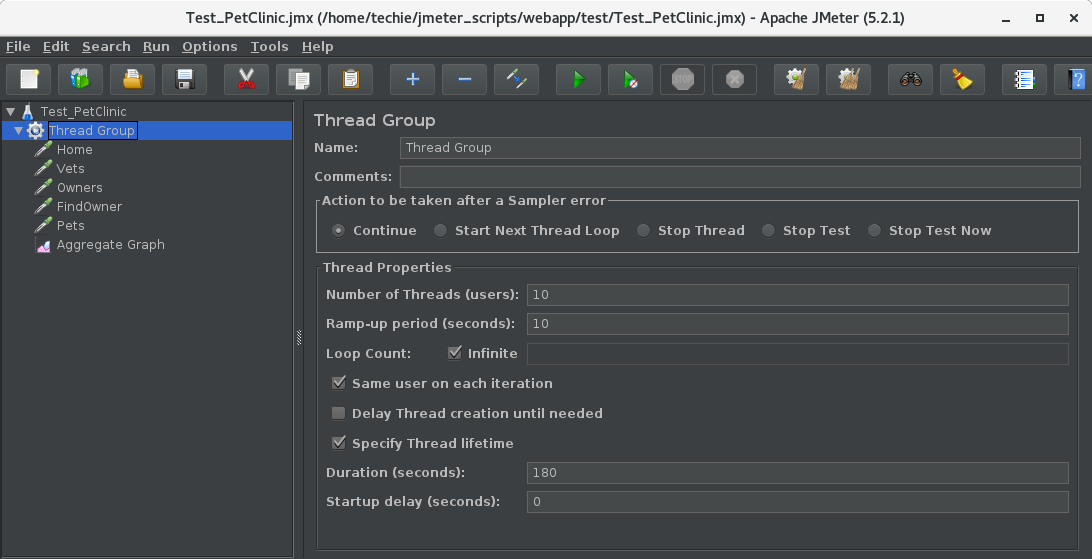 Test_PetClinic.jmx (/home/techie/jmeter_scripts/webapp/test/Test_PetClinic.jmx) - Apache JMeter (5.2.1)
File Edit Search Run Options Tools Help
STOP
?
Test_PetClinic
Thread Group
Home
Vets
Owners
FindOwner
Pets
Aggregate Graph
Thread Group
Name: Thread Group
Comments:
Action to be taken after a Sampler error
Continue Start Next Thread Loop Stop Thread Stop Test Stop Test Now
Thread Properties
Number of Threads (users): 10
Ramp-up period (seconds): 10
Loop Count: Infinite
Same user on each iteration
Delay Thread creation until needed
Specify Thread lifetime
Duration (seconds): 180
Startup delay (seconds): 0